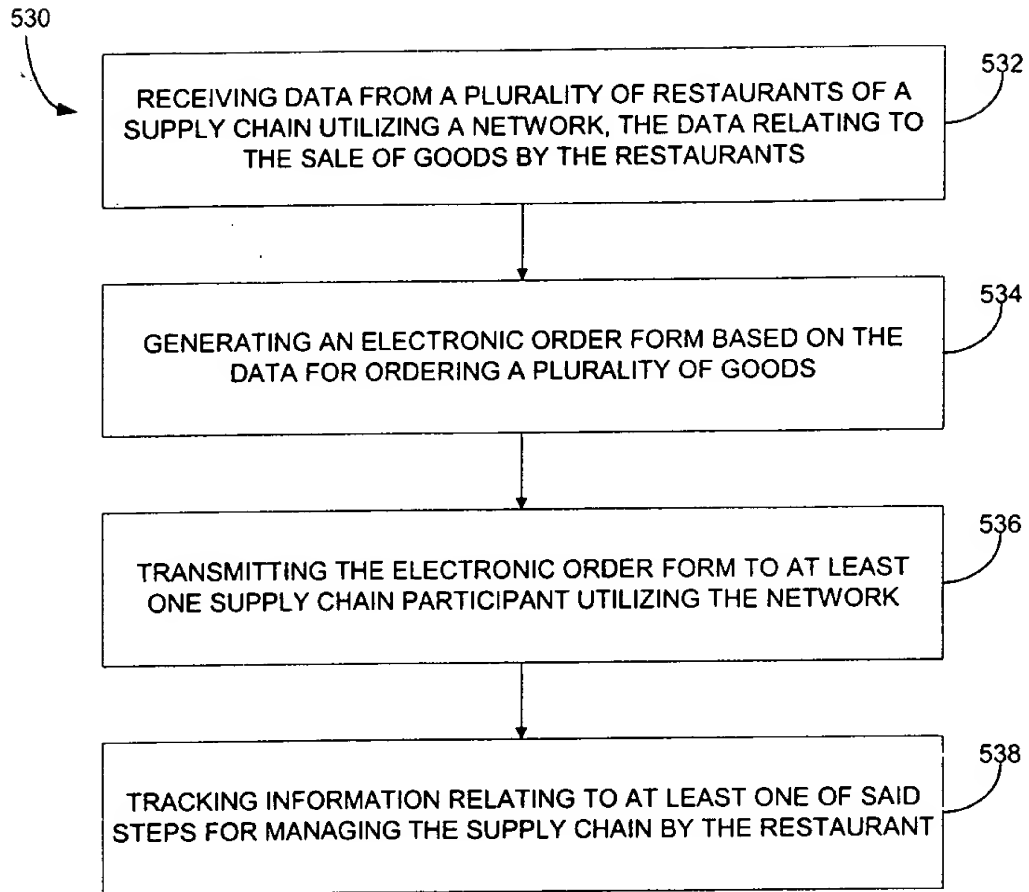 530
532
RECEIVING DATA FROM A PLURALITY OF RESTAURANTS OF A
SUPPLY CHAIN UTILIZING A NETWORK, THE DATA RELATING TO
THE SALE OF GOODS BY THE RESTAURANTS
534
GENERATING AN ELECTRONIC ORDER FORM BASED ON THE
DATA FOR ORDERING A PLURALITY OF GOODS
536
TRANSMITTING THE ELECTRONIC ORDER FORM TO AT LEAST
ONE SUPPLY CHAIN PARTICIPANT UTILIZING THE NETWORK
538
TRACKING INFORMATION RELATING TO AT LEAST ONE OF SAID
STEPS FOR MANAGING THE SUPPLY CHAIN BY THE RESTAURANT